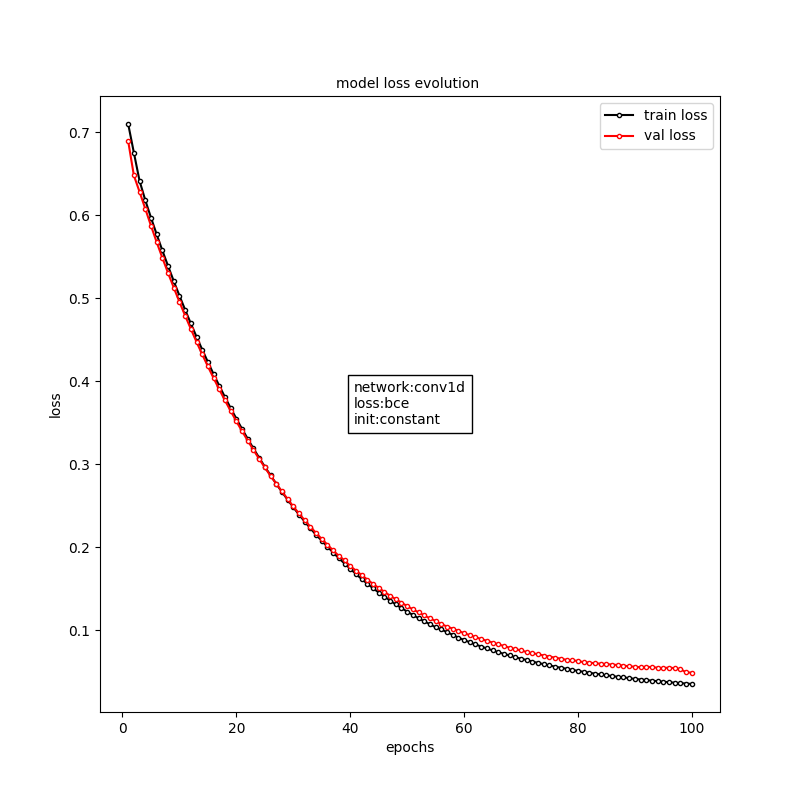 model loss evolution
train loss
val loss
0.7
0.6
0.5
0.4
0.3
0.2
0.1
loss
network:conv1d
loss:bce
init:constant
0
20
40
60
80
100
epochs